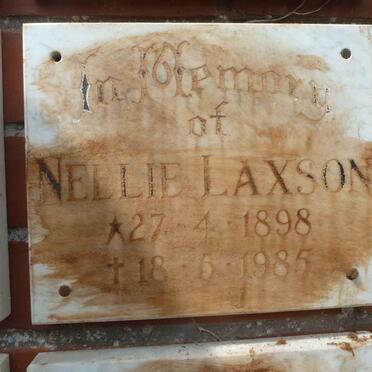 In Memory
of
NELLIE LAXSON
★ 27 · 4 · 1898
✝ 18 · 6 · 1985